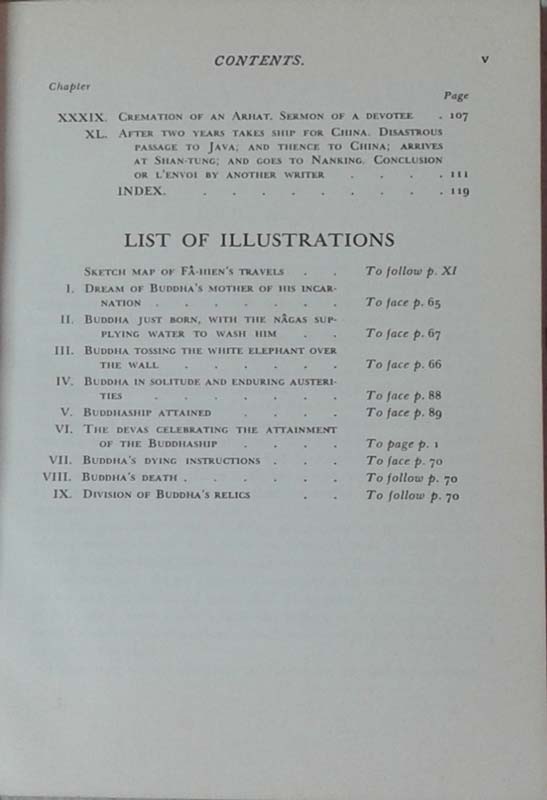 CONTENTS. v
Chapter
Page
XXXIX. CREMATION OF AN ARHAT. SERMON OF A DEVOTEE . 107
XL. AFTER TWO YEARS TAKES SHIP FOR CHINA. DISASTROUS
PASSAGE TO JAVA; AND THENCE TO CHINA; ARRIVES
AT SHAN-TUNG; AND GOES TO NANKING. CONCLUSION
OR L'ENVOI BY ANOTHER WRITER . . . . 111
INDEX. . . . . . . . . . 119
LIST OF ILLUSTRATIONS
SKETCH MAP OF FÂ-HIEN'S TRAVELS . . To follow p. XI
I. DREAM OF BUDDHA'S MOTHER OF HIS INCAR-
NATION . . . . . . . To face p. 65
II. BUDDHA JUST BORN, WITH THE NÂGAS SUP-
PLYING WATER TO WASH HIM . . To face p. 67
III. BUDDHA TOSSING THE WHITE ELEPHANT OVER
THE WALL . . . . . . To face p. 66
IV. BUDDHA IN SOLITUDE AND ENDURING AUSTERI-
TIES . . . . . . . To face p. 88
V. BUDDHASHIP ATTAINED . . . . To face p. 89
VI. THE DEVAS CELEBRATING THE ATTAINMENT
OF THE BUDDHASHIP . . . . To page p. 1
VII. BUDDHA'S DYING INSTRUCTIONS . . . To face p. 70
VIII. BUDDHA'S DEATH . . . . . . To follow p. 70
IX. DIVISION OF BUDDHA'S RELICS . . To follow p. 70